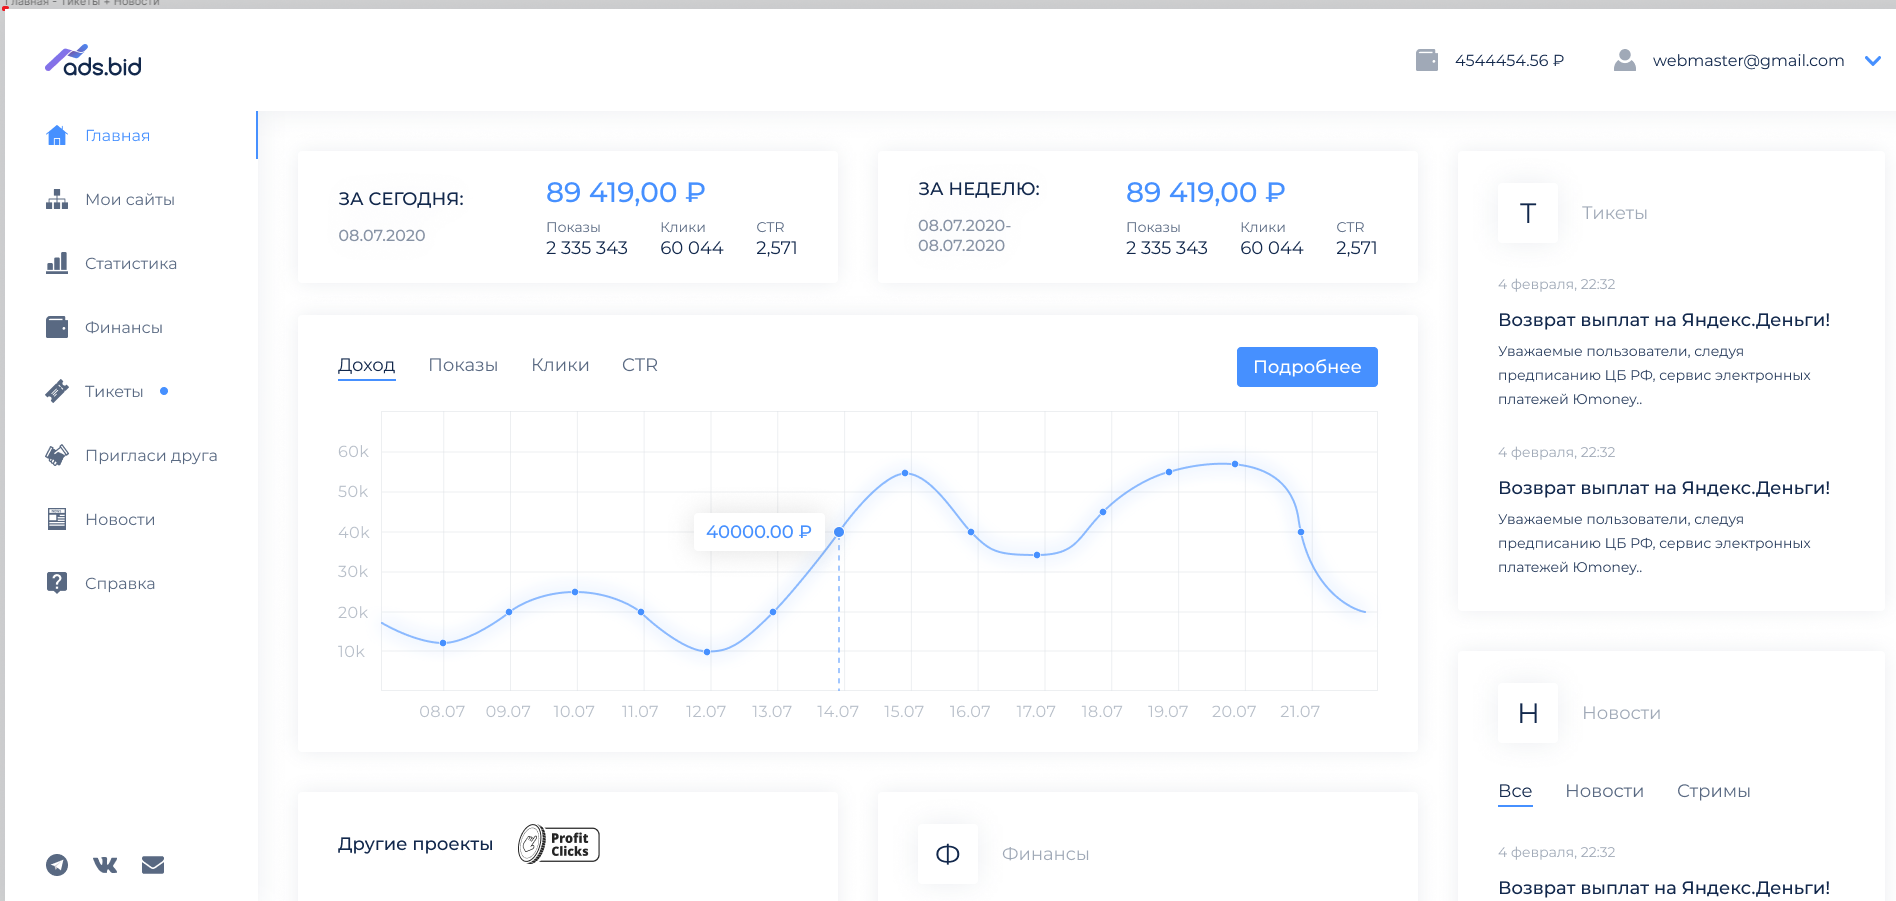 Главная - Тикеты + Новости
ads.bid
4544454.56 ₽
webmaster@gmail.com
Главная
Мои сайты
Статистика
Финансы
Тикеты
Пригласи друга
Новости
Справка
ЗА СЕГОДНЯ:
08.07.2020
89 419,00 ₽
Показы Клики CTR
2 335 343 60 044 2,571
ЗА НЕДЕЛЮ:
08.07.2020-
08.07.2020
89 419,00 ₽
Показы Клики CTR
2 335 343 60 044 2,571
Доход Показы Клики CTR
Подробнее
60k
50k
40k
30k
20k
10k
40000.00 ₽
08.07 09.07 10.07 11.07 12.07 13.07 14.07 15.07 16.07 17.07 18.07 19.07 20.07 21.07
Другие проекты
Profit
Clicks
Ф
Финансы
Т
Тикеты
4 февраля, 22:32
Возврат выплат на Яндекс.Деньги!
Уважаемые пользователи, следуя
предписанию ЦБ РФ, сервис электронных
платежей Юmoney..
4 февраля, 22:32
Возврат выплат на Яндекс.Деньги!
Уважаемые пользователи, следуя
предписанию ЦБ РФ, сервис электронных
платежей Юmoney..
Н
Новости
Все Новости Стримы
4 февраля, 22:32
Возврат выплат на Яндекс.Деньги!